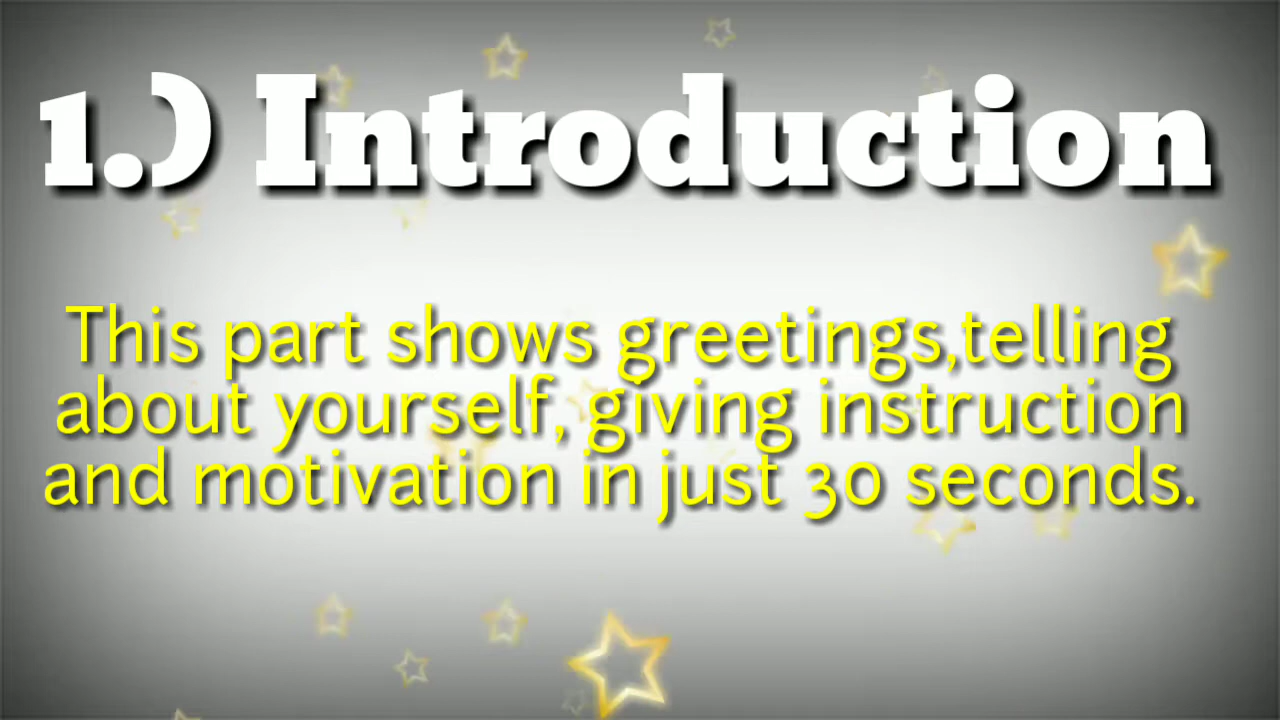 1.) Introduction
This part shows greetings,telling
about yourself, giving instruction
and motivation in just 30 seconds.